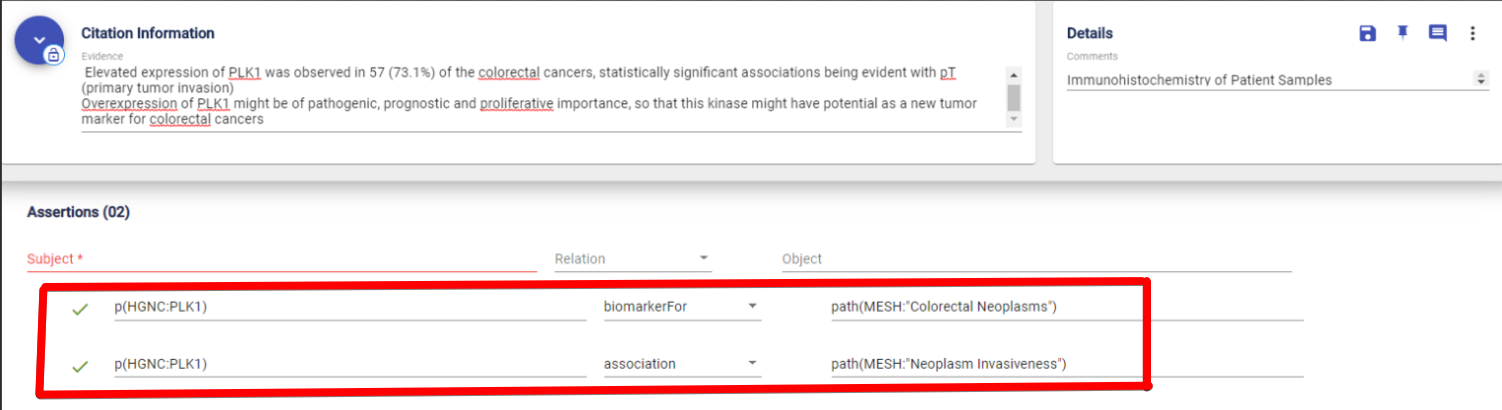 Citation Information
Evidence
Elevated expression of PLK1 was observed in 57 (73.1%) of the colorectal cancers, statistically significant associations being evident with pT
(primary tumor invasion)
Overexpression of PLK1 might be of pathogenic, prognostic and proliferative importance, so that this kinase might have potential as a new tumor
marker for colorectal cancers
Details
Comments
Immunohistochemistry of Patient Samples
Assertions (02)
Subject * Relation Object
p(HGNC:PLK1) biomarkerFor path(MESH:"Colorectal Neoplasms")
p(HGNC:PLK1) association path(MESH:"Neoplasm Invasiveness")